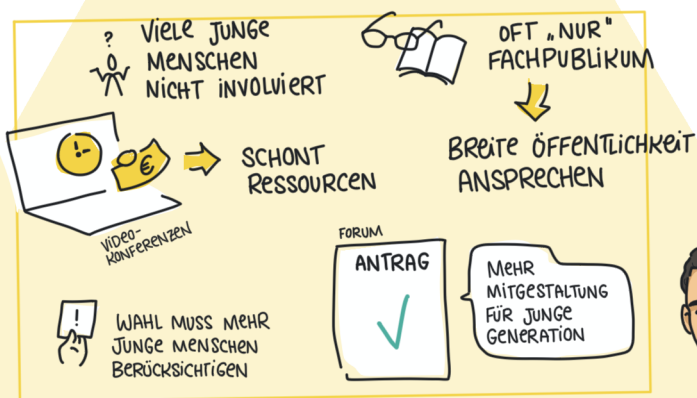 ?
Viele junge
Menschen
nicht involviert
oft „nur"
Fachpublikum
Breite Öffentlichkeit
ansprechen
!
€
schont
Ressourcen
Video-
konferenzen
Forum
Antrag
Mehr
Mitgestaltung
für junge
Generation
!
Wahl muss mehr
junge Menschen
berücksichtigen